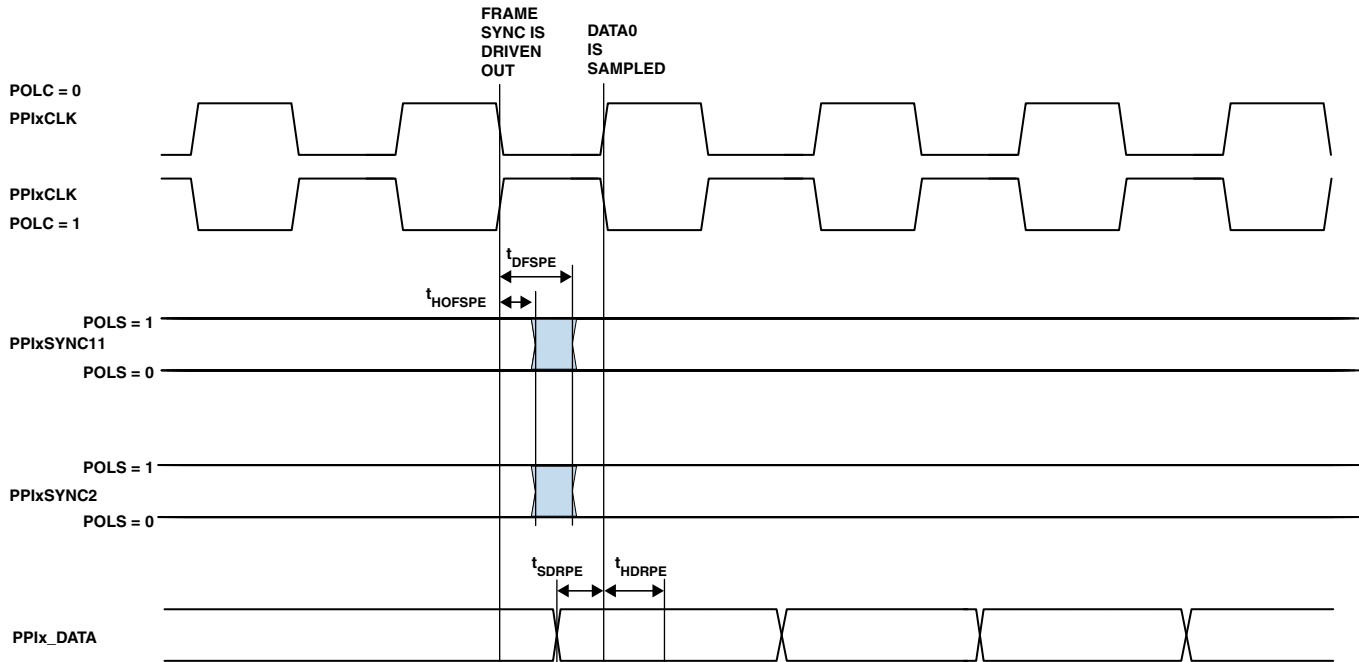 FRAME
SYNC IS
DRIVEN
OUT
DATA0
IS
SAMPLED
POLC = 0
PPIxCLK
PPIxCLK
POLC = 1
tDFSPE
tHOFSPE
POLS = 1
PPIxSYNC11
POLS = 0
POLS = 1
PPIxSYNC2
POLS = 0
tSDRPE
tHDRPE
PPIx_DATA